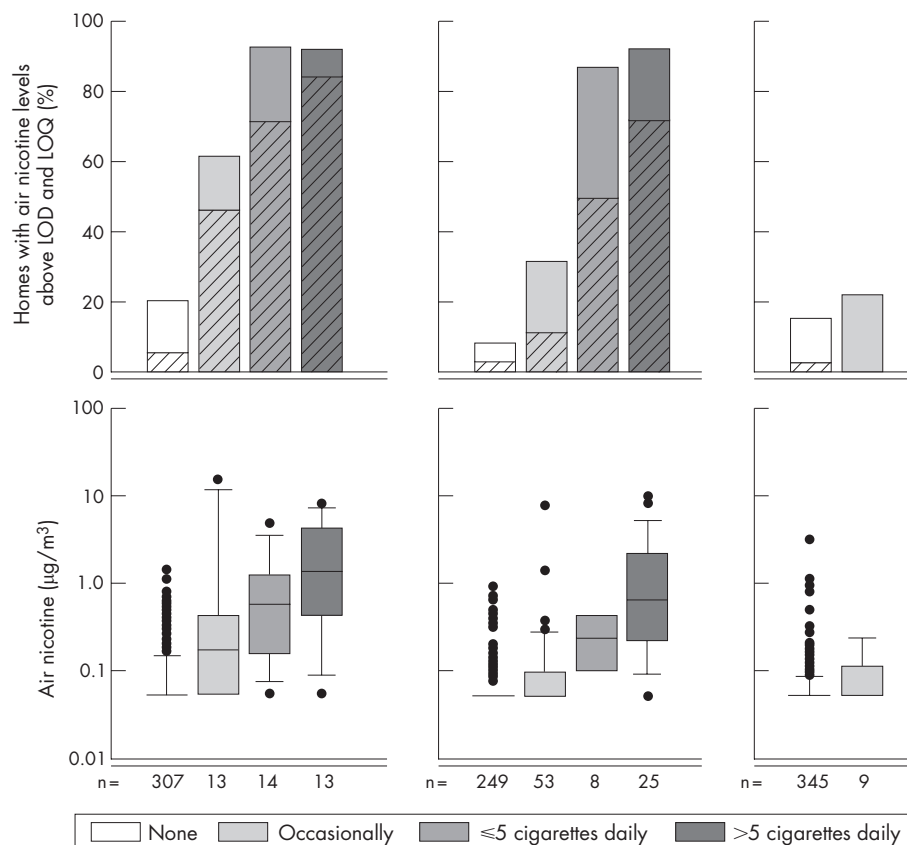 Homes with air nicotine levels
above LOD and LOQ (%)
100
80
60
40
20
0
Air nicotine (µg/m³)
100
10
1.0
0.1
0.01
n= 307 13 14 13
n= 249 53 8 25
n= 345 9
None Occasionally ⩽5 cigarettes daily >5 cigarettes daily